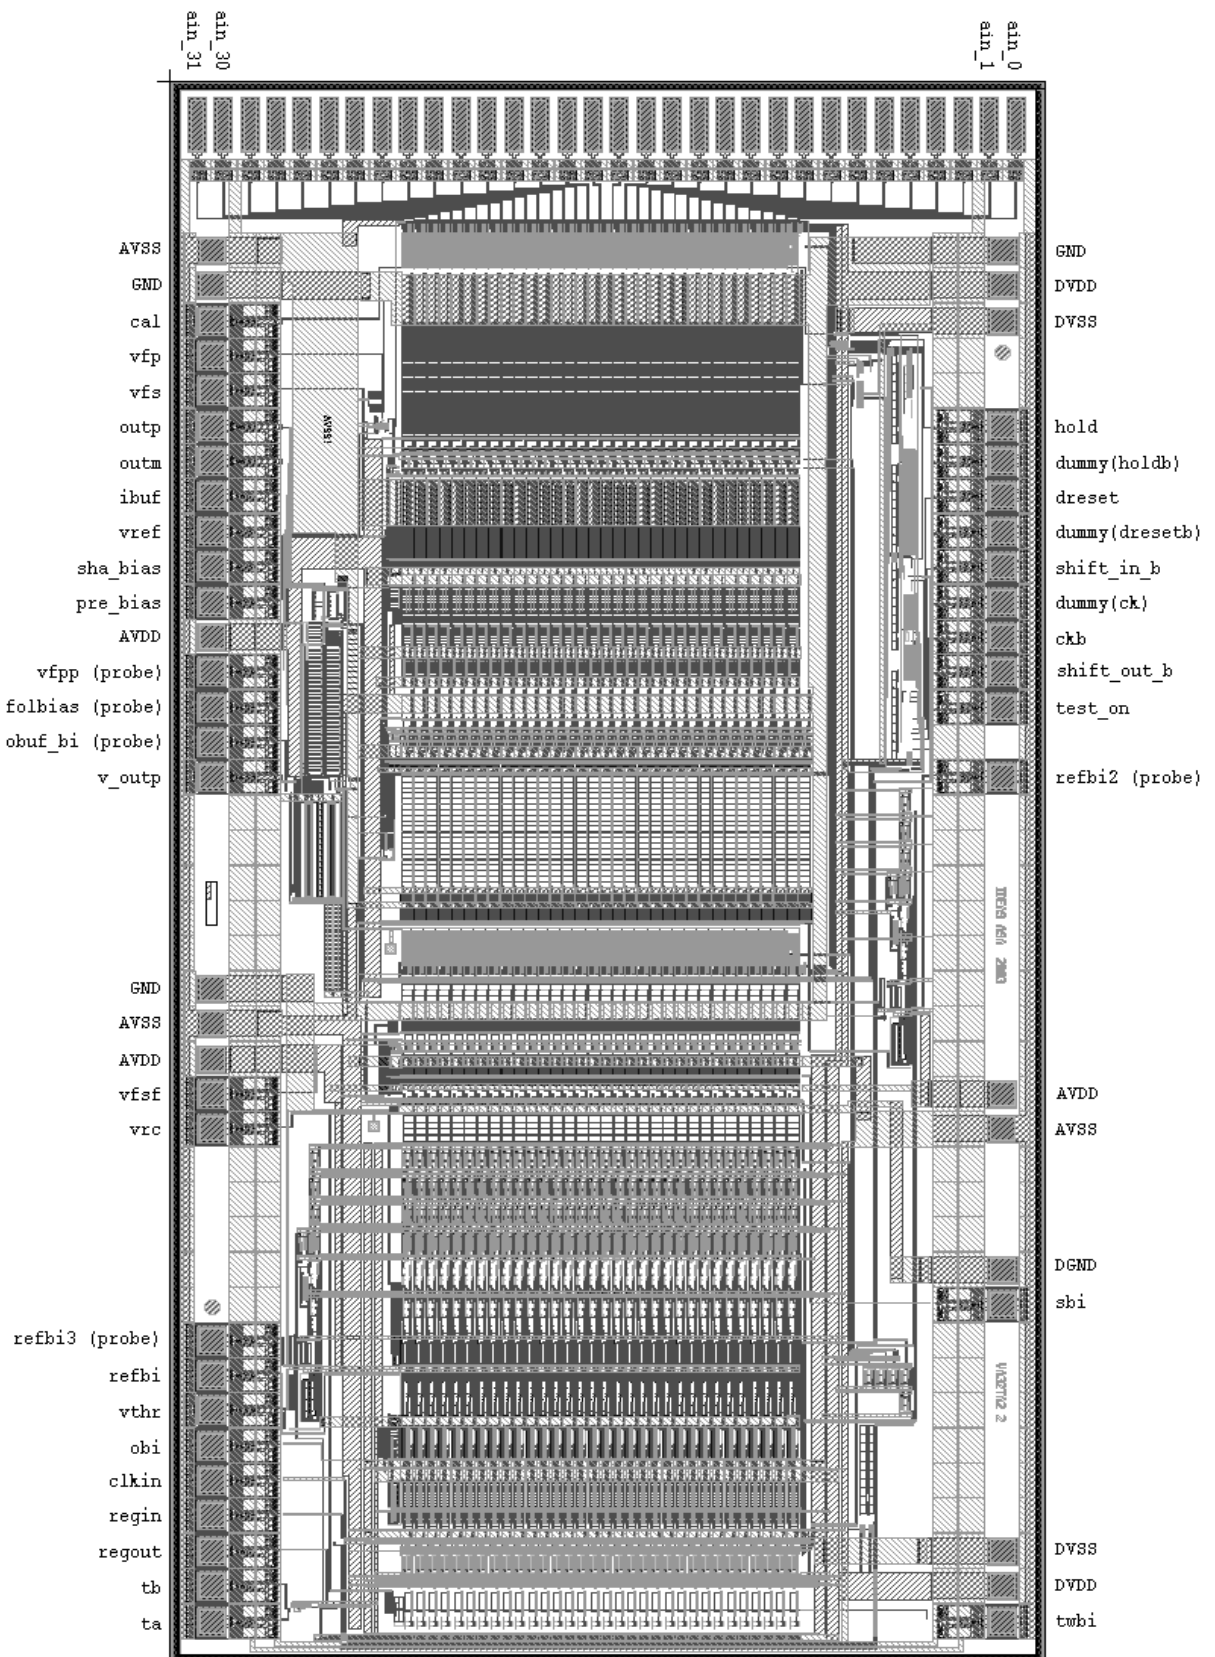 ain_31
ain_30
ain_1
ain_0
AVSS
GND
cal
vfp
vfs
outp
outm
ibuf
vref
sha_bias
pre_bias
AVDD
vfpp (probe)
folbias (probe)
obuf_bi (probe)
v_outp
GND
AVSS
AVDD
vfsf
vrc
refbi3 (probe)
refbi
vthr
obi
clkin
regin
regout
tb
ta
GND
DVDD
DVSS
hold
dummy(holdb)
dreset
dummy(dresetb)
shift_in_b
dummy(ck)
ckb
shift_out_b
test_on
refbi2 (probe)
AVDD
AVSS
DGND
sbi
DVSS
DVDD
twbi
IDEAS ASA 2003